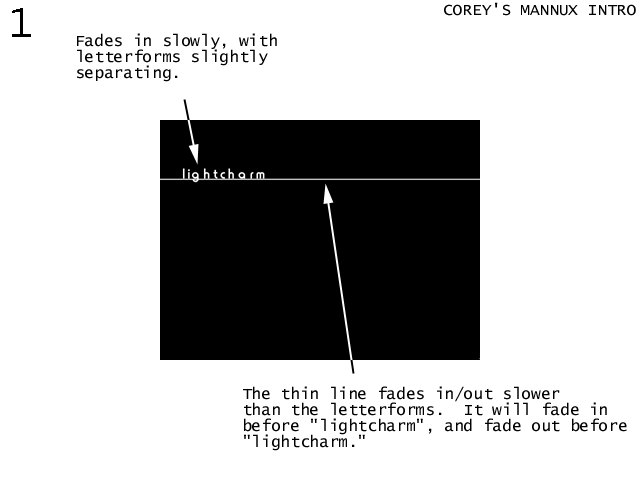 1
COREY'S MANNUX INTRO
Fades in slowly, with
letterforms slightly
separating.
lightcharm
The thin line fades in/out slower
than the letterforms.  It will fade in
before "lightcharm", and fade out before
"lightcharm."